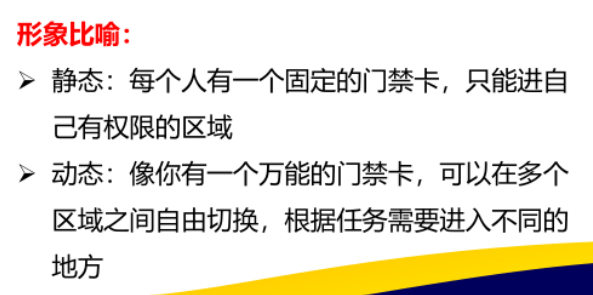 形象比喻：
➢ 静态：每个人有一个固定的门禁卡，只能进自
己有权限的区域
➢ 动态：像你有一个万能的门禁卡，可以在多个
区域之间自由切换，根据任务需要进入不同的
地方